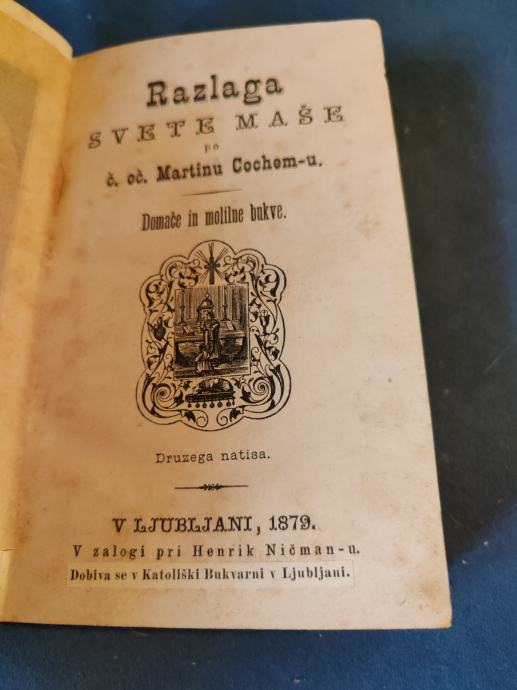 Razlaga
SVETE MAŠE
po
č. oč. Martinu Cochem-u.
Domače in molilne bukve.
Druzega natisa.
V LJUBLJANI, 1879.
V zalogi pri Henrik Ničman-u.
Dobiva se v Katoliški Bukvarni v Ljubljani.